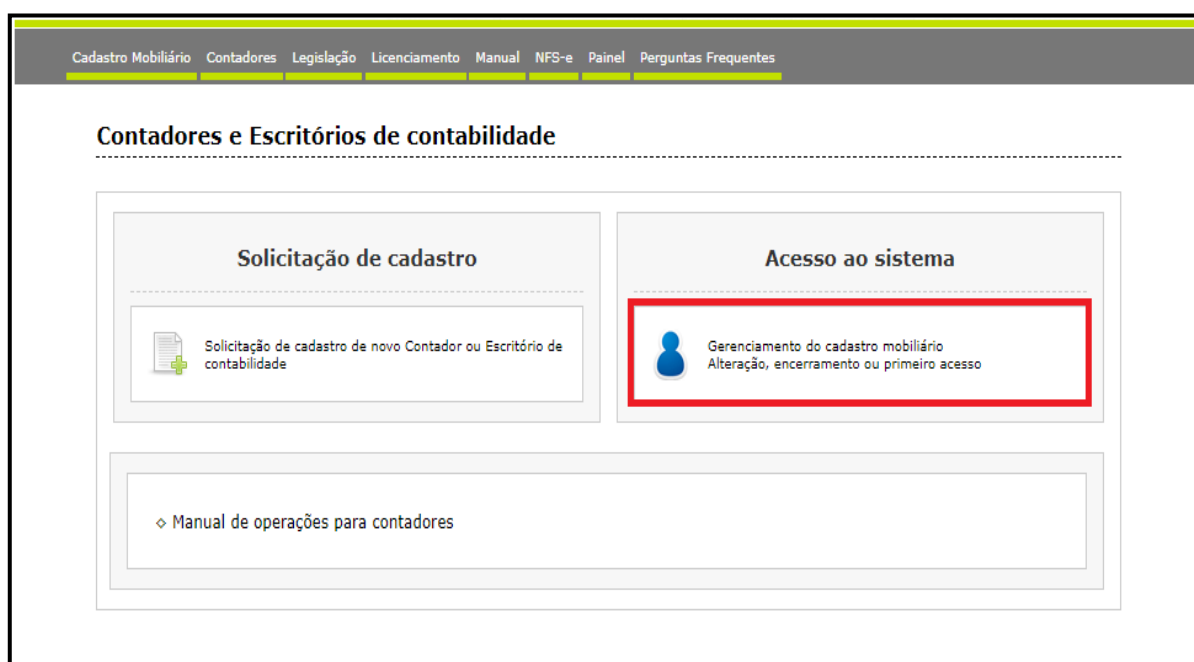 Cadastro Mobiliário Contadores Legislação Licenciamento Manual NFS-e Painel Perguntas Frequentes
Contadores e Escritórios de contabilidade
Solicitação de cadastro
Solicitação de cadastro de novo Contador ou Escritório de
contabilidade
Acesso ao sistema
Gerenciamento do cadastro mobiliário
Alteração, encerramento ou primeiro acesso
◇ Manual de operações para contadores